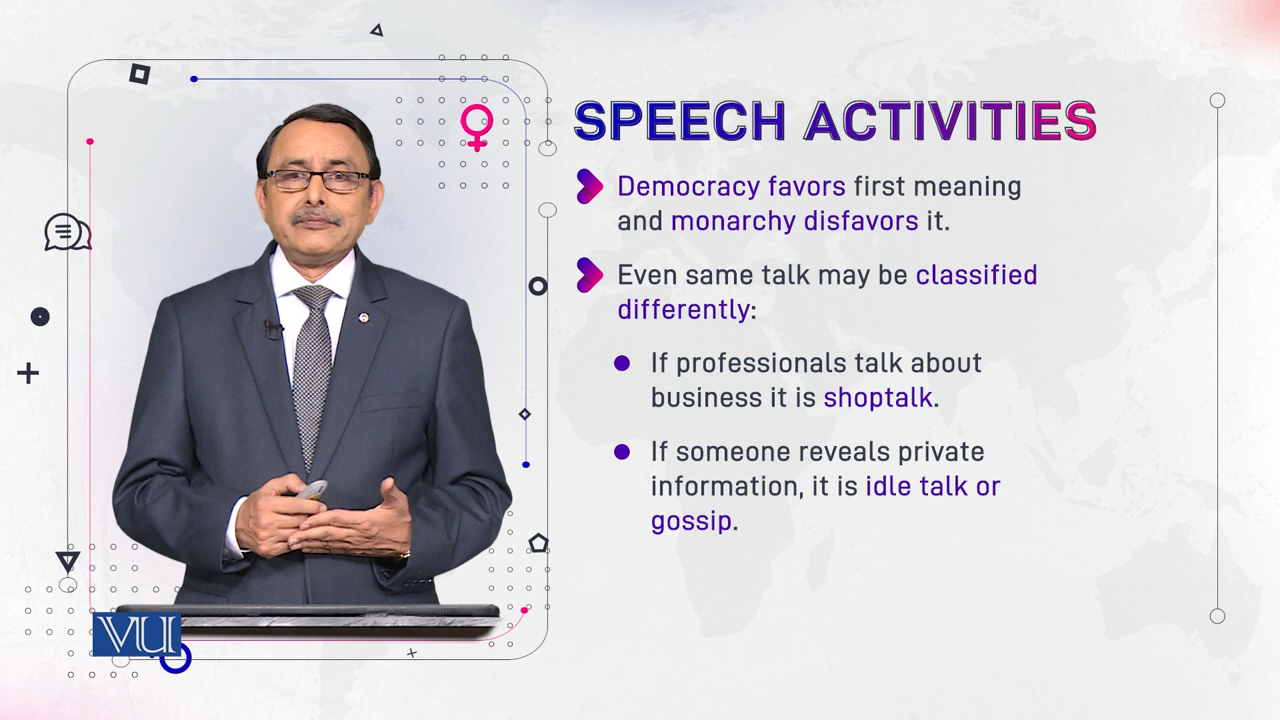 SPEECH ACTIVITIES
Democracy favors first meaning
and monarchy disfavors it.
Even same talk may be classified
differently:
If professionals talk about
business it is shoptalk.
If someone reveals private
information, it is idle talk or
gossip.
VU